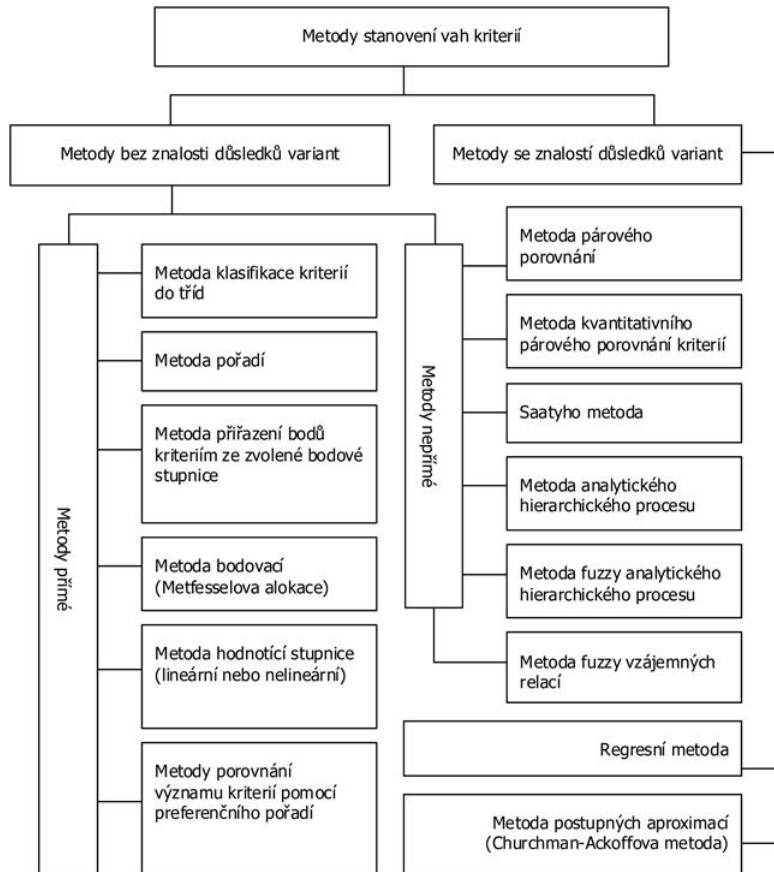 Metody stanovení vah kriterií
Metody bez znalosti důsledků variant
Metody se znalostí důsledků variant
Metody přímé
Metoda klasifikace kriterií
do tříd
Metoda pořadí
Metoda přiřazení bodů
kriteriím ze zvolené bodové
stupnice
Metoda bodovací
(Metfesselova alokace)
Metoda hodnotící stupnice
(lineární nebo nelineární)
Metody porovnání
významu kriterií pomocí
preferenčního pořadí
Metody nepřímé
Metoda párového
porovnání
Metoda kvantitativního
párového porovnání kriterií
Saatyho metoda
Metoda analytického
hierarchického procesu
Metoda fuzzy analytického
hierarchického procesu
Metoda fuzzy vzájemných
relací
Regresní metoda
Metoda postupných aproximací
(Churchman-Ackoffova metoda)